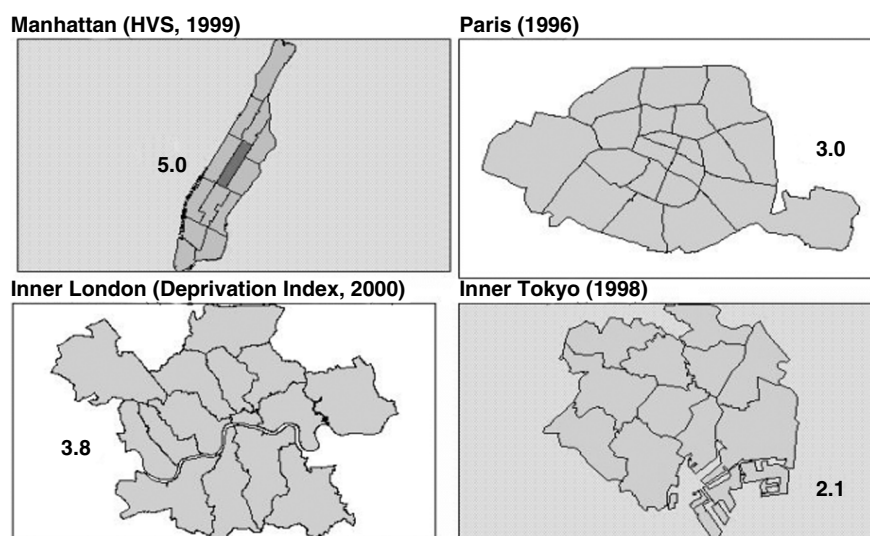 Manhattan (HVS, 1999)
5.0
Paris (1996)
3.0
Inner London (Deprivation Index, 2000)
3.8
Inner Tokyo (1998)
2.1